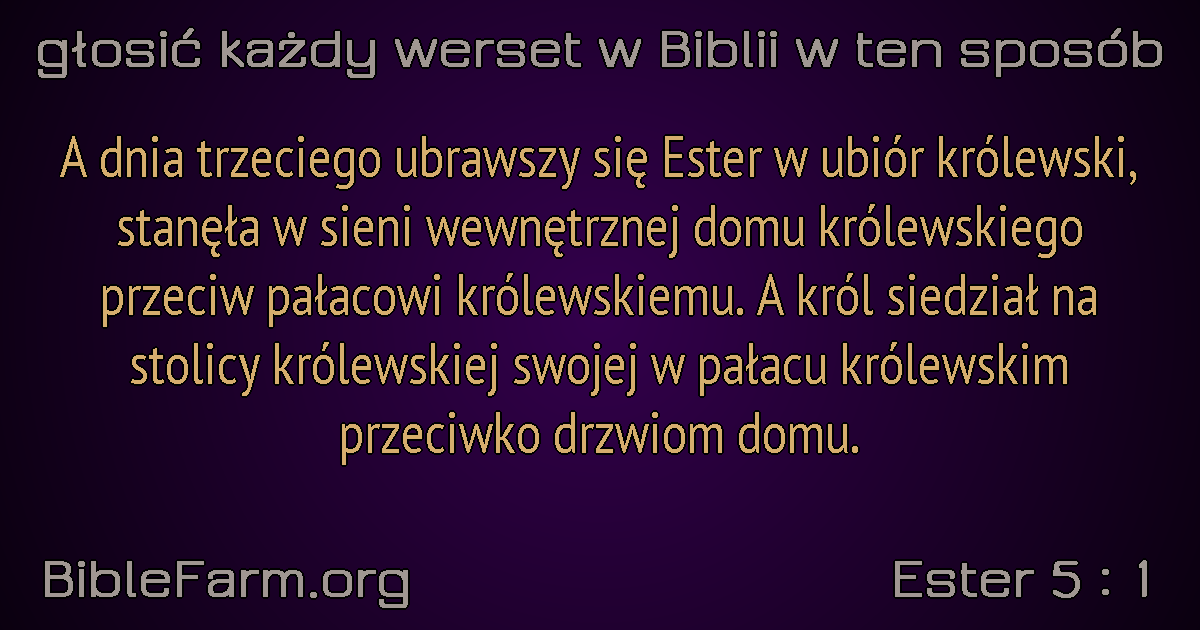 głosić każdy werset w Biblii w ten sposób
A dnia trzeciego ubrawszy się Ester w ubiór królewski,
stanęła w sieni wewnętrznej domu królewskiego
przeciw pałacowi królewskiemu. A król siedział na
stolicy królewskiej swojej w pałacu królewskim
przeciwko drzwiom domu.
BibleFarm.org
Ester 5 : 1